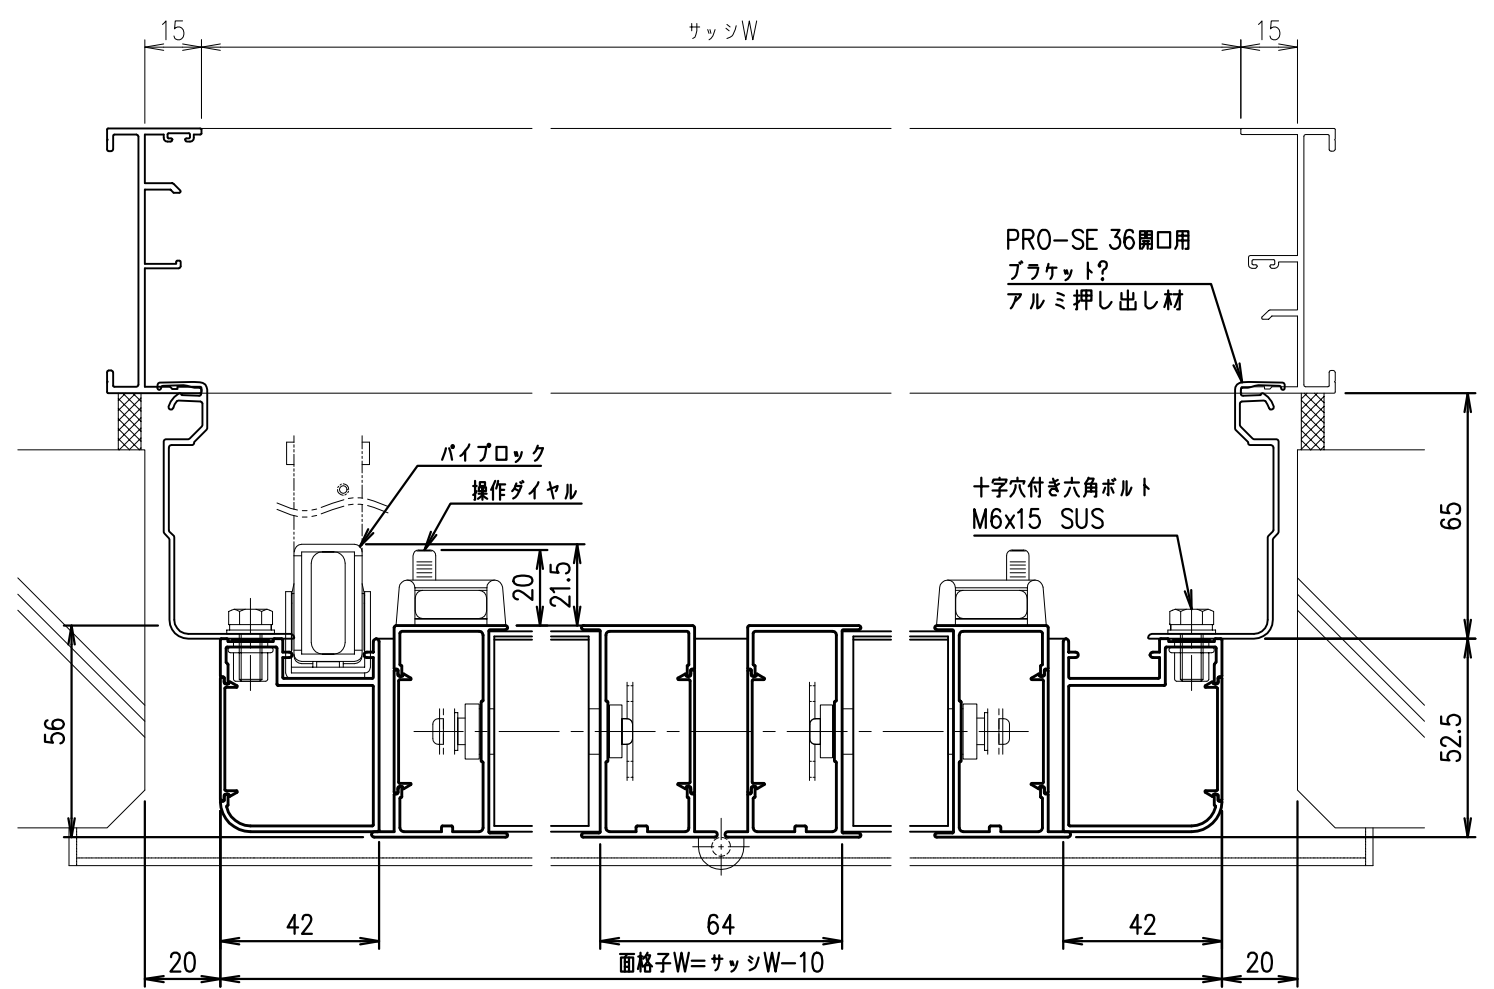 15
サッシW
15
PRO-SE 36開口用
ブラケット?
アルミ押し出し材
パイプロック
操作ダイヤル
十字穴付き六角ボルト
M6x15 SUS
65
20
21.5
56
52.5
42
64
42
20
面格子W=サッシW-10
20